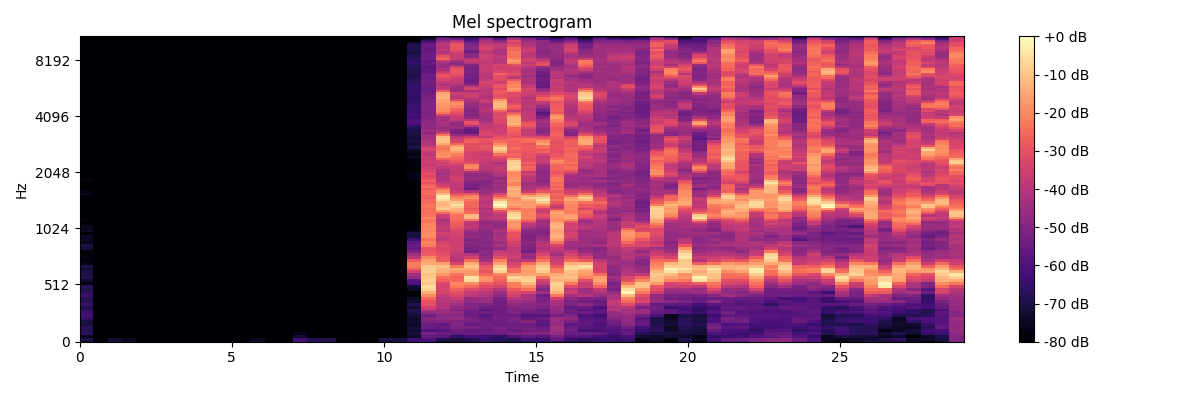 Mel spectrogram
+0 dB
8192
-10 dB
4096
-20 dB
-30 dB
2048
-40 dB
Hz
1024
-50 dB
-60 dB
512
-70 dB
0
-80 dB
0 5 10 15 20 25
Time